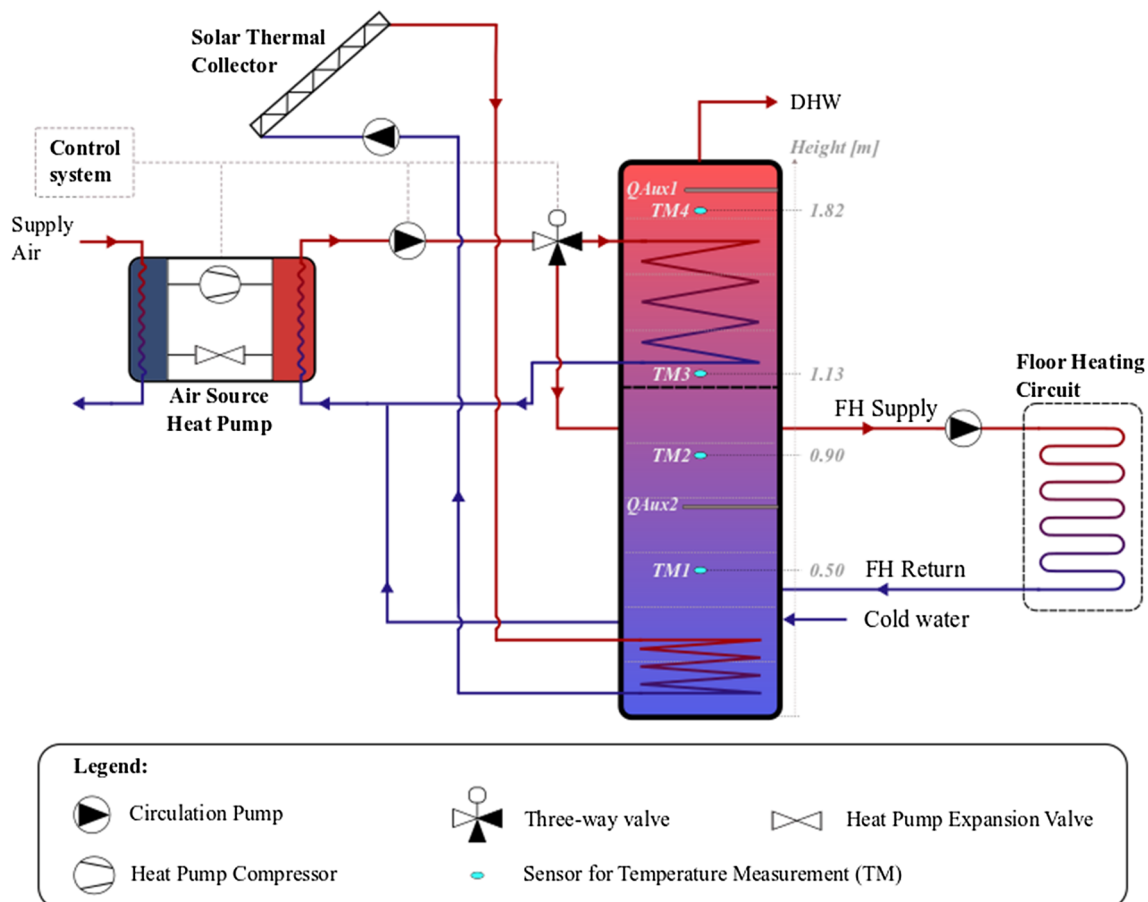 Solar Thermal
Collector
DHW
Control
system
Height [m]
QAux1
TM4
1.82
Supply
Air
Floor Heating
Circuit
TM3
1.13
Air Source
Heat Pump
FH Supply
TM2
0.90
QAux2
TM1
0.50
FH Return
Cold water
Legend:
Circulation Pump
Three-way valve
Heat Pump Expansion Valve
Heat Pump Compressor
Sensor for Temperature Measurement (TM)